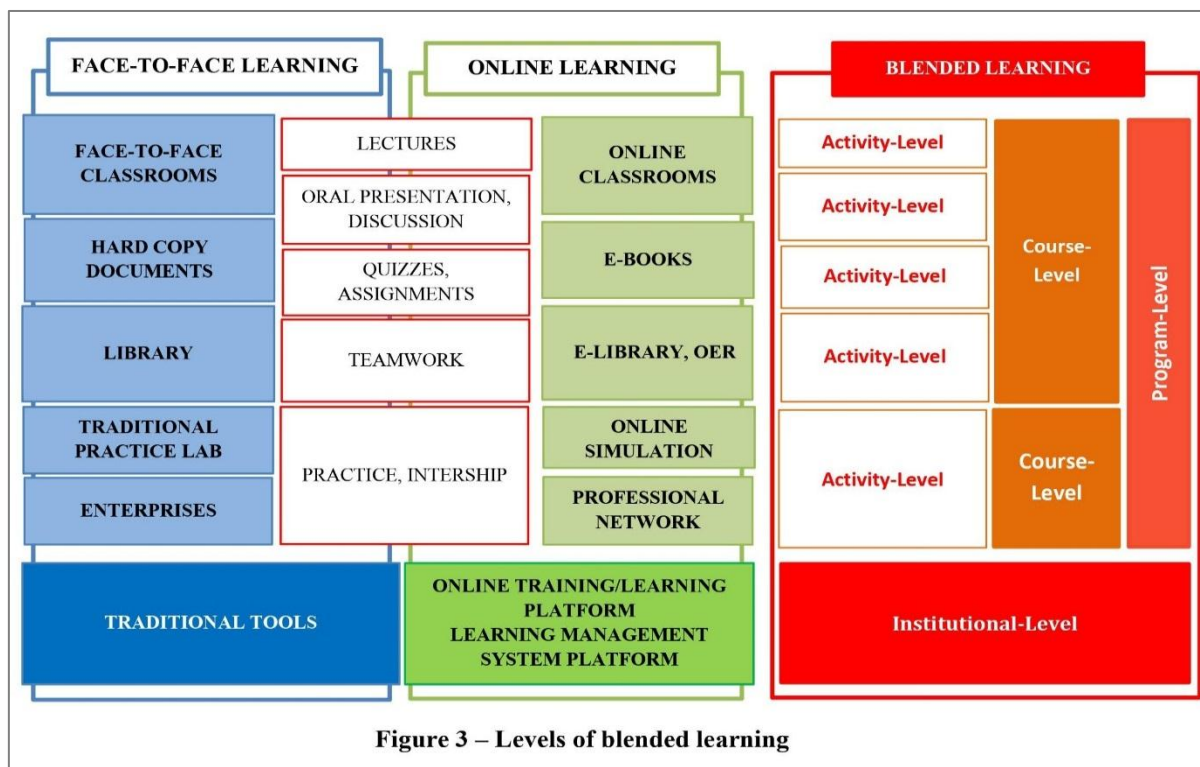 FACE-TO-FACE LEARNING
ONLINE LEARNING
BLENDED LEARNING
FACE-TO-FACE
CLASSROOMS
HARD COPY
DOCUMENTS
LIBRARY
TRADITIONAL
PRACTICE LAB
ENTERPRISES
LECTURES
ORAL PRESENTATION,
DISCUSSION
QUIZZES,
ASSIGNMENTS
TEAMWORK
PRACTICE, INTERSHIP
ONLINE
CLASSROOMS
E-BOOKS
E-LIBRARY, OER
ONLINE
SIMULATION
PROFESSIONAL
NETWORK
Activity-Level
Activity-Level
Activity-Level
Activity-Level
Activity-Level
Course-
Level
Course-
Level
Program-Level
TRADITIONAL TOOLS
ONLINE TRAINING/LEARNING
PLATFORM
LEARNING MANAGEMENT
SYSTEM PLATFORM
Institutional-Level
Figure 3 – Levels of blended learning